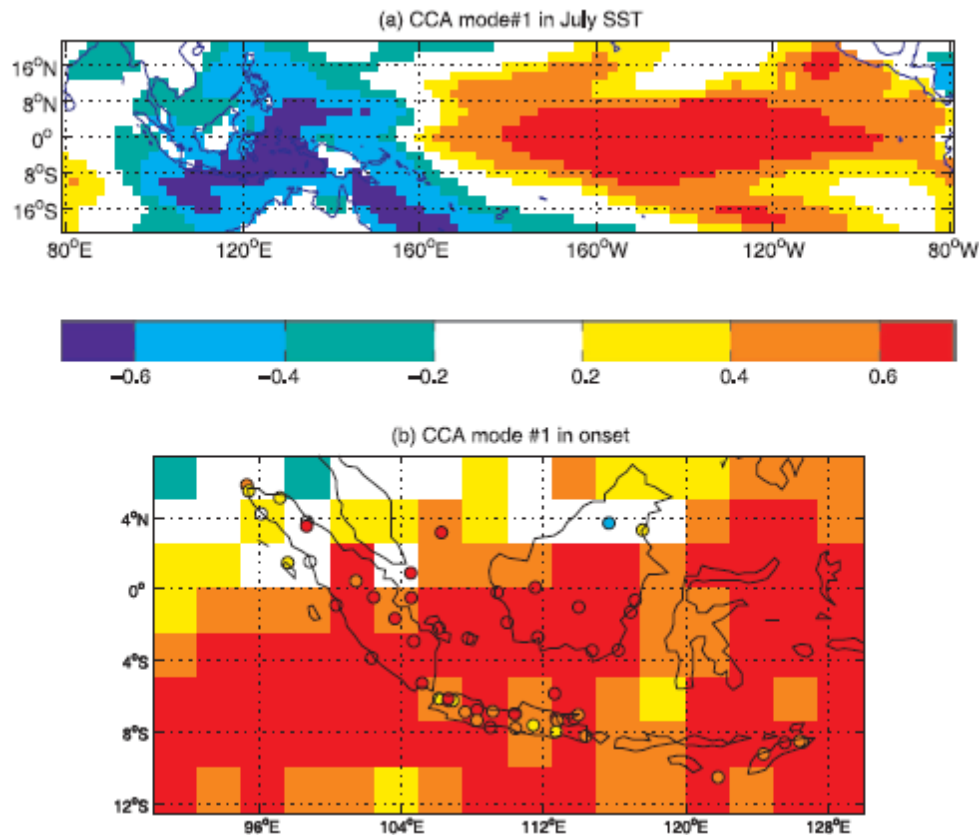 (a) CCA mode#1 in July SST
16°N
8°N
0°
8°S
16°S
80°E 120°E 160°E 160°W 120°W 80°W
−0.6 −0.4 −0.2 0.2 0.4 0.6
(b) CCA mode #1 in onset
4°N
0°
4°S
8°S
12°S
96°E 104°E 112°E 120°E 128°E